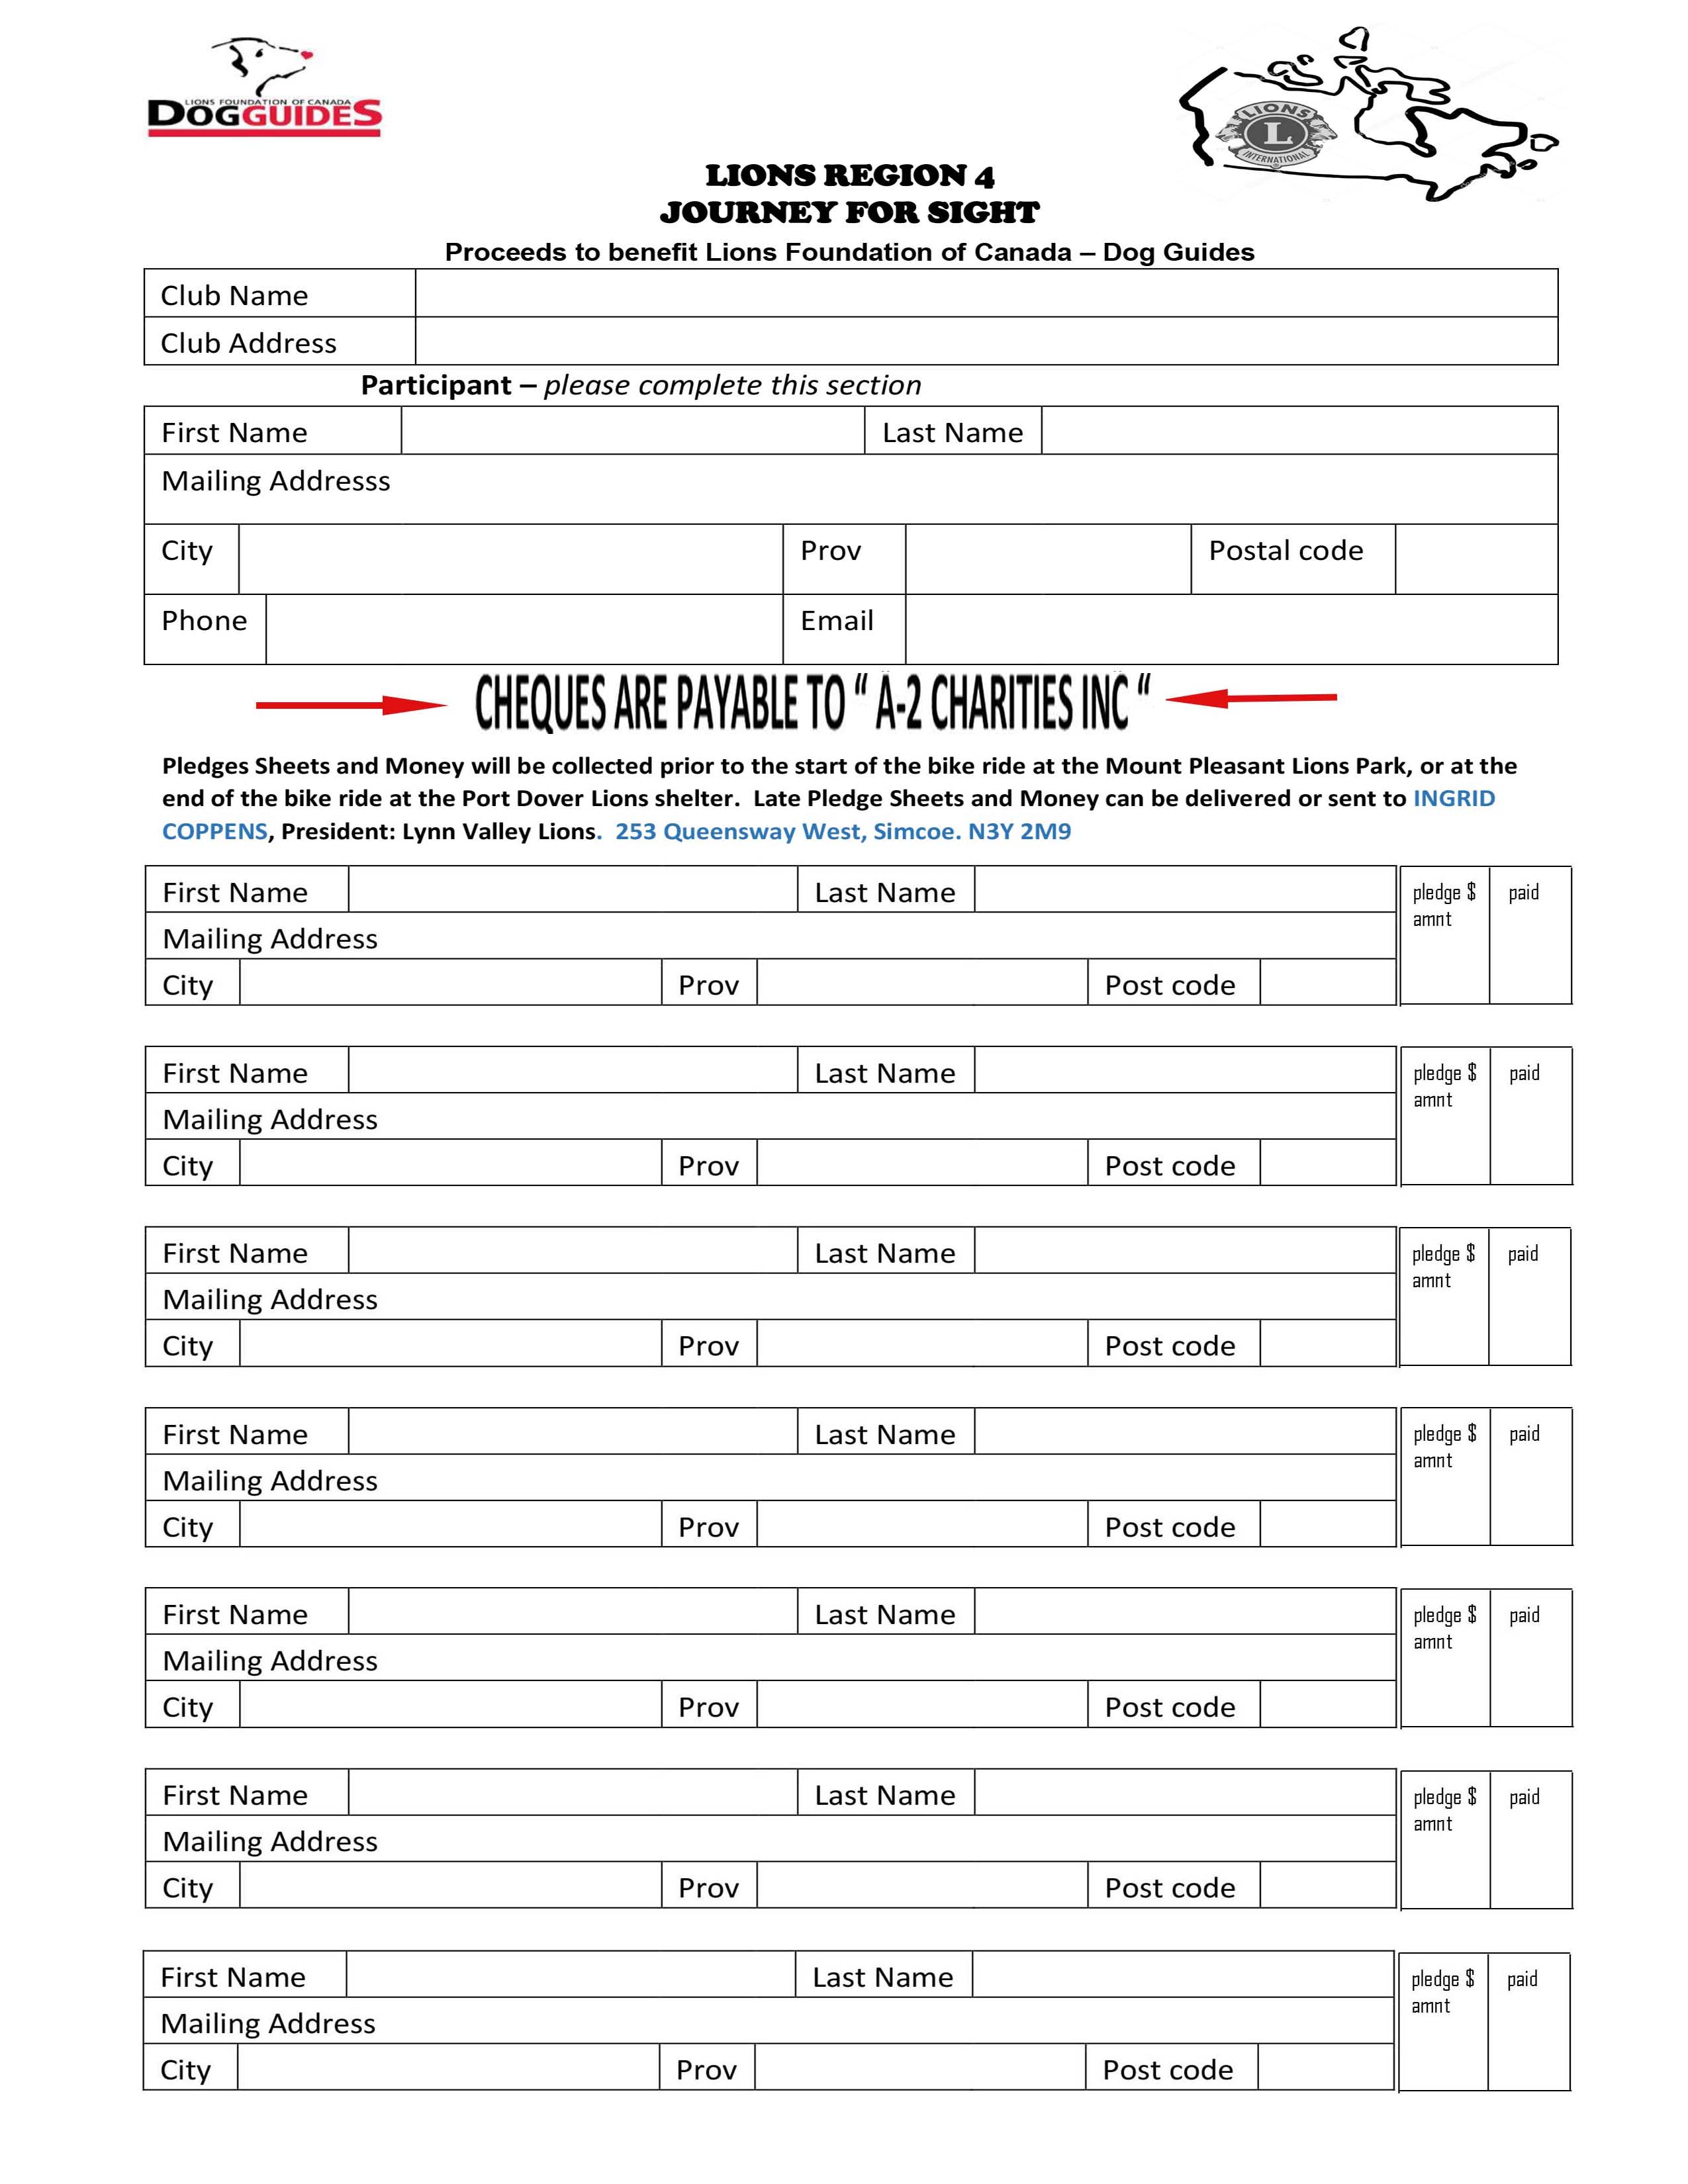 LIONS FOUNDATION OF CANADA
DOGGUIDES
LIONS
L
INTERNATIONAL
LIONS REGION 4
JOURNEY FOR SIGHT
Proceeds to benefit Lions Foundation of Canada – Dog Guides
Club Name
Club Address
Participant – please complete this section
First Name Last Name
Mailing Addresss
City Prov Postal code
Phone Email
CHEQUES ARE PAYABLE TO “ A-2 CHARITIES INC “
Pledges Sheets and Money will be collected prior to the start of the bike ride at the Mount Pleasant Lions Park, or at the
end of the bike ride at the Port Dover Lions shelter. Late Pledge Sheets and Money can be delivered or sent to INGRID
COPPENS, President: Lynn Valley Lions. 253 Queensway West, Simcoe. N3Y 2M9
First Name Last Name pledge $ paid
amnt
Mailing Address
City Prov Post code
First Name Last Name pledge $ paid
amnt
Mailing Address
City Prov Post code
First Name Last Name pledge $ paid
amnt
Mailing Address
City Prov Post code
First Name Last Name pledge $ paid
amnt
Mailing Address
City Prov Post code
First Name Last Name pledge $ paid
amnt
Mailing Address
City Prov Post code
First Name Last Name pledge $ paid
amnt
Mailing Address
City Prov Post code
First Name Last Name pledge $ paid
amnt
Mailing Address
City Prov Post code